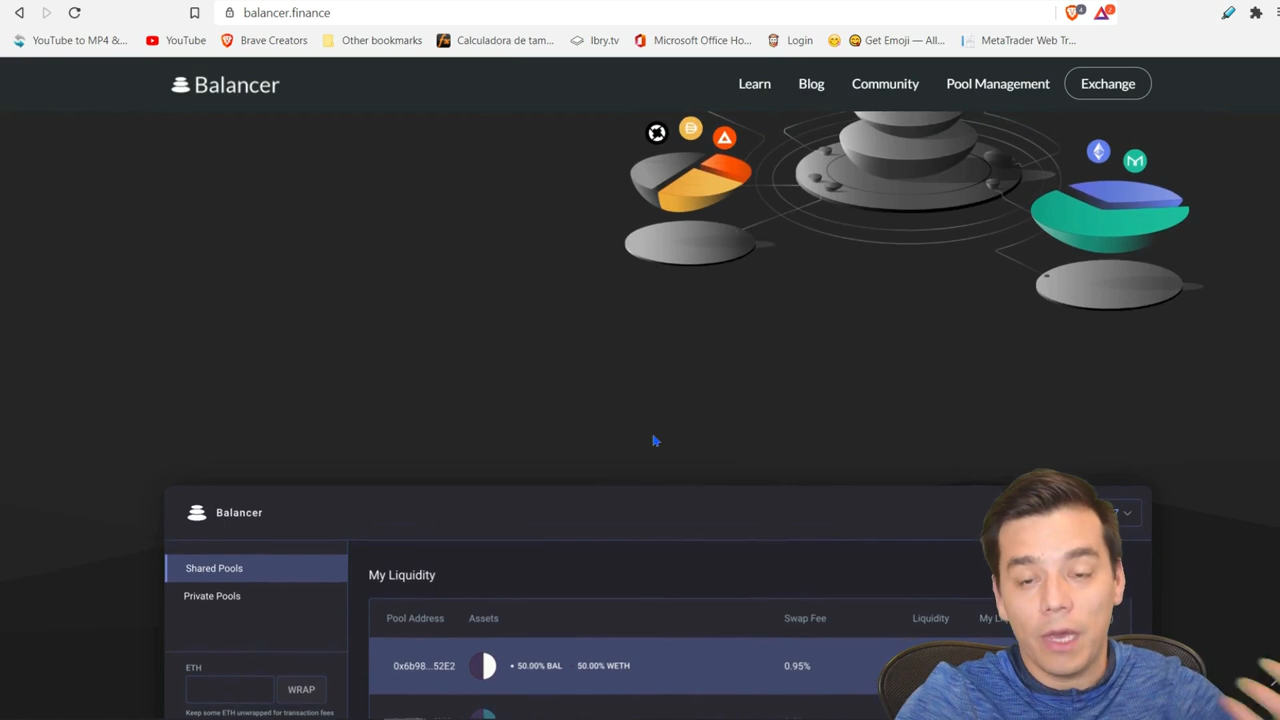 balancer.finance
4
2
YouTube to MP4 &... YouTube Brave Creators Other bookmarks Calculadora de tam... lbry.tv Microsoft Office Ho... Login Get Emoji — All... MetaTrader Web Tr...
Balancer Learn Blog Community Pool Management Exchange
Balancer
7
Shared Pools
Private Pools
My Liquidity
Pool Address Assets Swap Fee Liquidity
0x6b98...52E2 • 50.00% BAL 50.00% WETH 0.95%
ETH
WRAP
Keep some ETH unwrapped for transaction fees